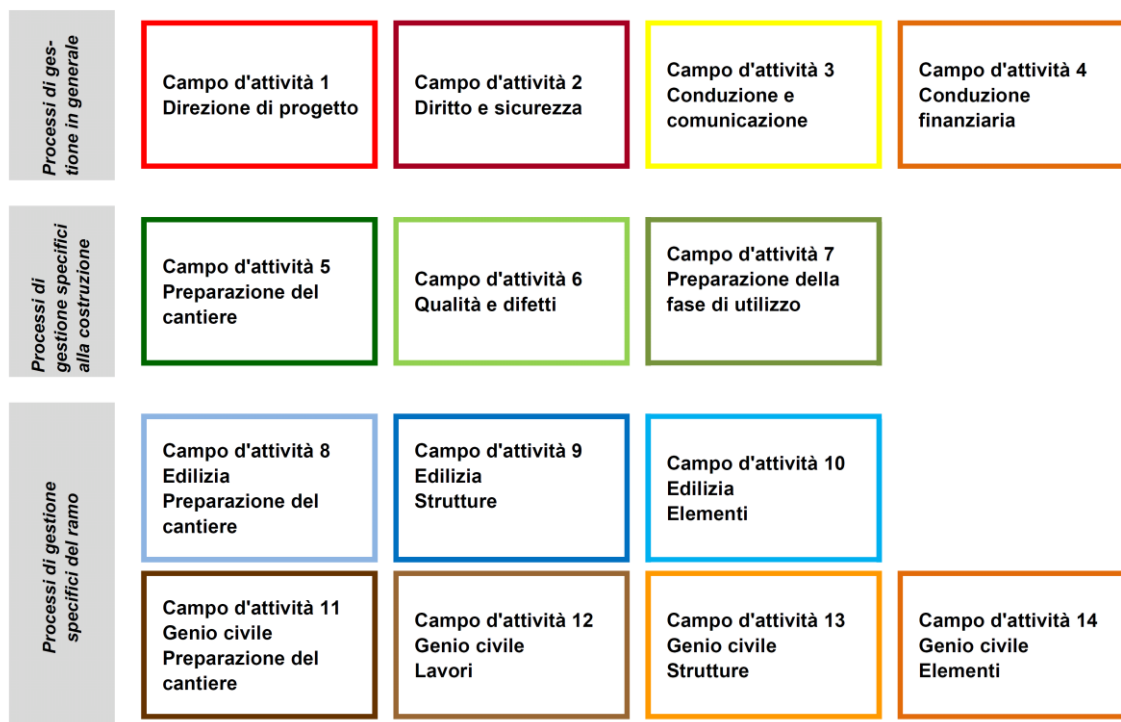 Processi di ges-
tione in generale
Campo d'attività 1
Direzione di progetto
Campo d'attività 2
Diritto e sicurezza
Campo d'attività 3
Conduzione e
comunicazione
Campo d'attività 4
Conduzione
finanziaria
Processi di
gestione specifici
alla costruzione
Campo d'attività 5
Preparazione del
cantiere
Campo d'attività 6
Qualità e difetti
Campo d'attività 7
Preparazione della
fase di utilizzo
Processi di gestione
specifici del ramo
Campo d'attività 8
Edilizia
Preparazione del
cantiere
Campo d'attività 9
Edilizia
Strutture
Campo d'attività 10
Edilizia
Elementi
Campo d'attività 11
Genio civile
Preparazione del
cantiere
Campo d'attività 12
Genio civile
Lavori
Campo d'attività 13
Genio civile
Strutture
Campo d'attività 14
Genio civile
Elementi